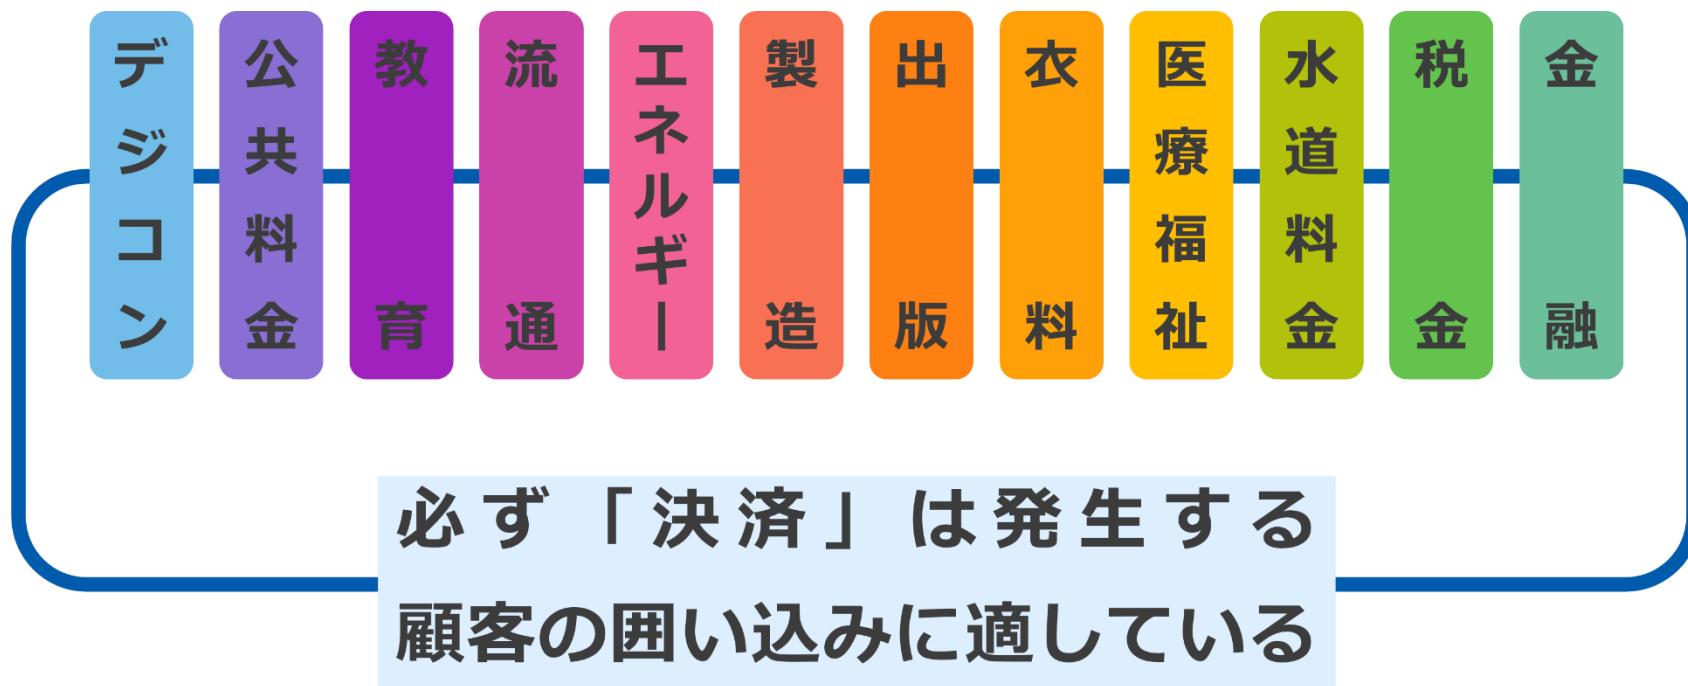 デジコン
公共料金
教育
流通
エネルギー
製造
出版
衣料
医療福祉
水道料金
税金
金融
必ず「決済」は発生する
顧客の囲い込みに適している